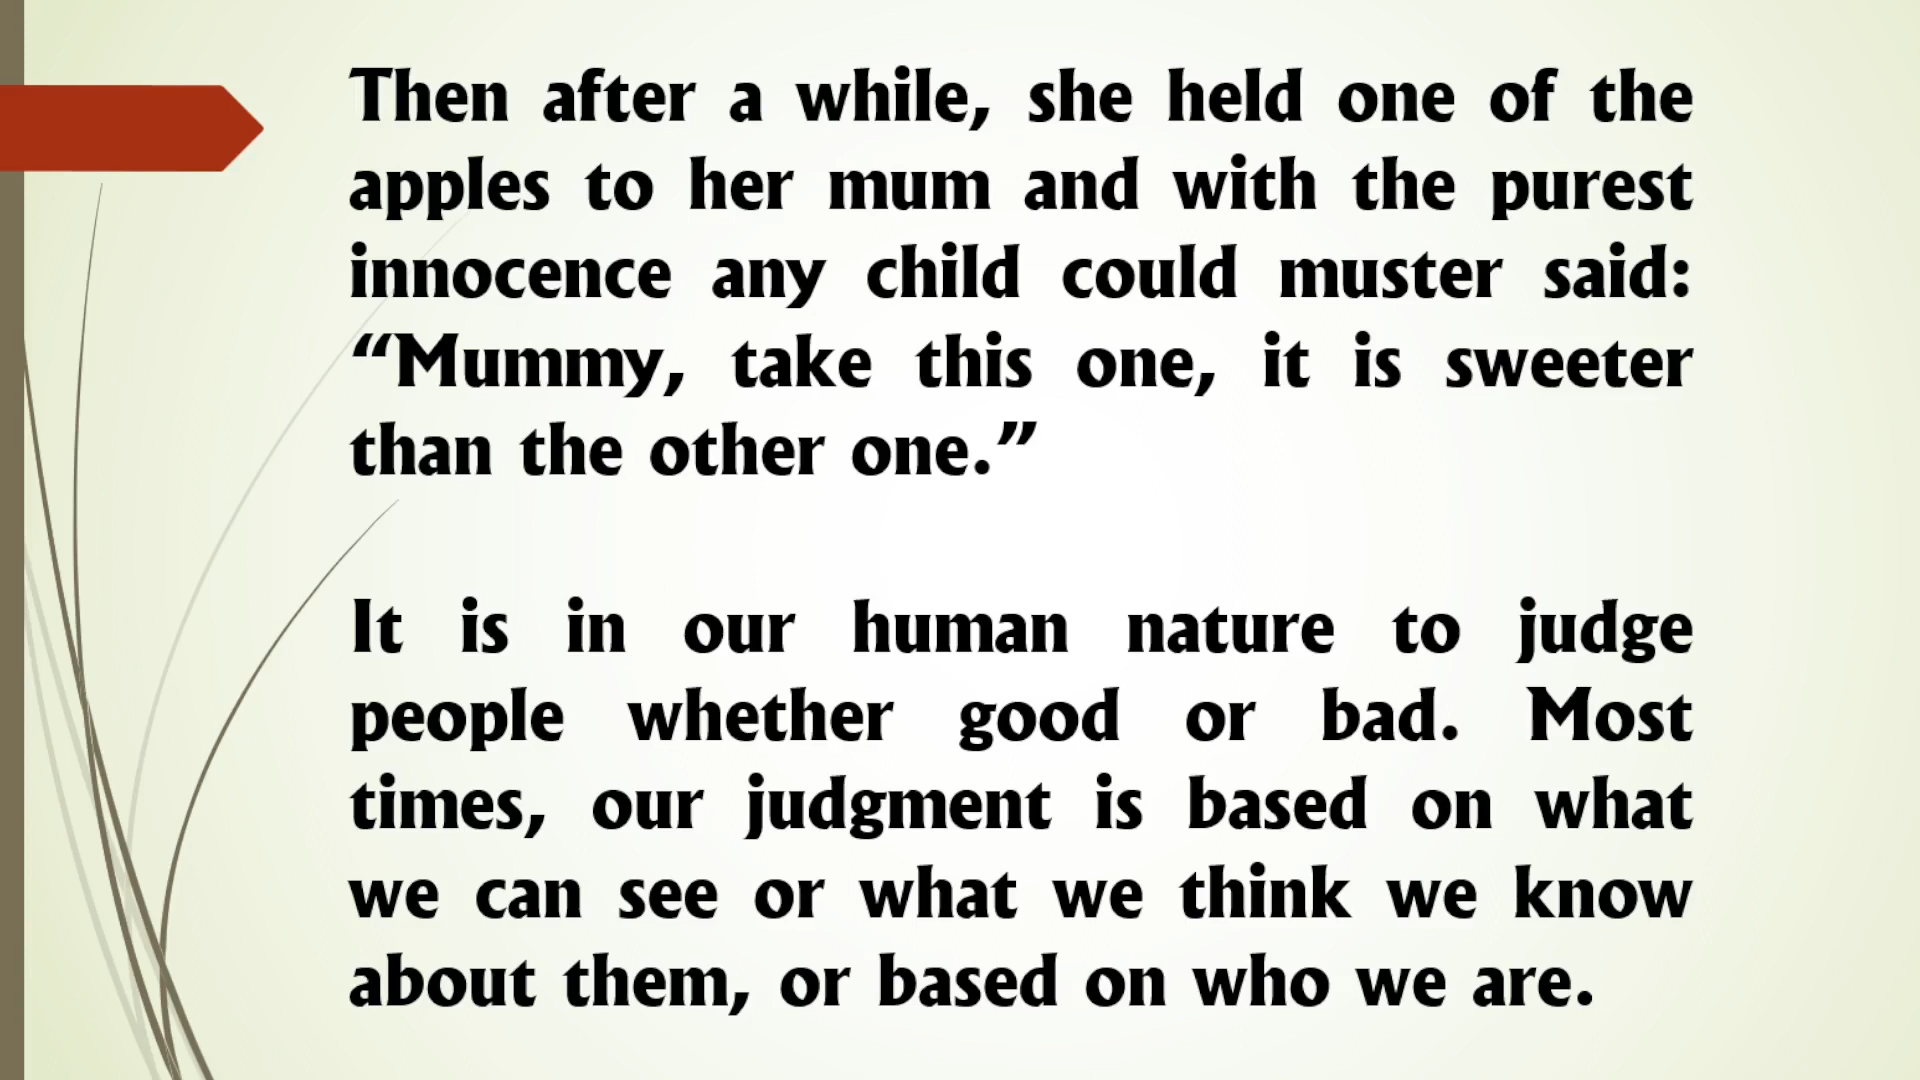 Then after a while, she held one of the
apples to her mum and with the purest
innocence any child could muster said:
“Mummy, take this one, it is sweeter
than the other one.”
It is in our human nature to judge
people whether good or bad. Most
times, our judgment is based on what
we can see or what we think we know
about them, or based on who we are.